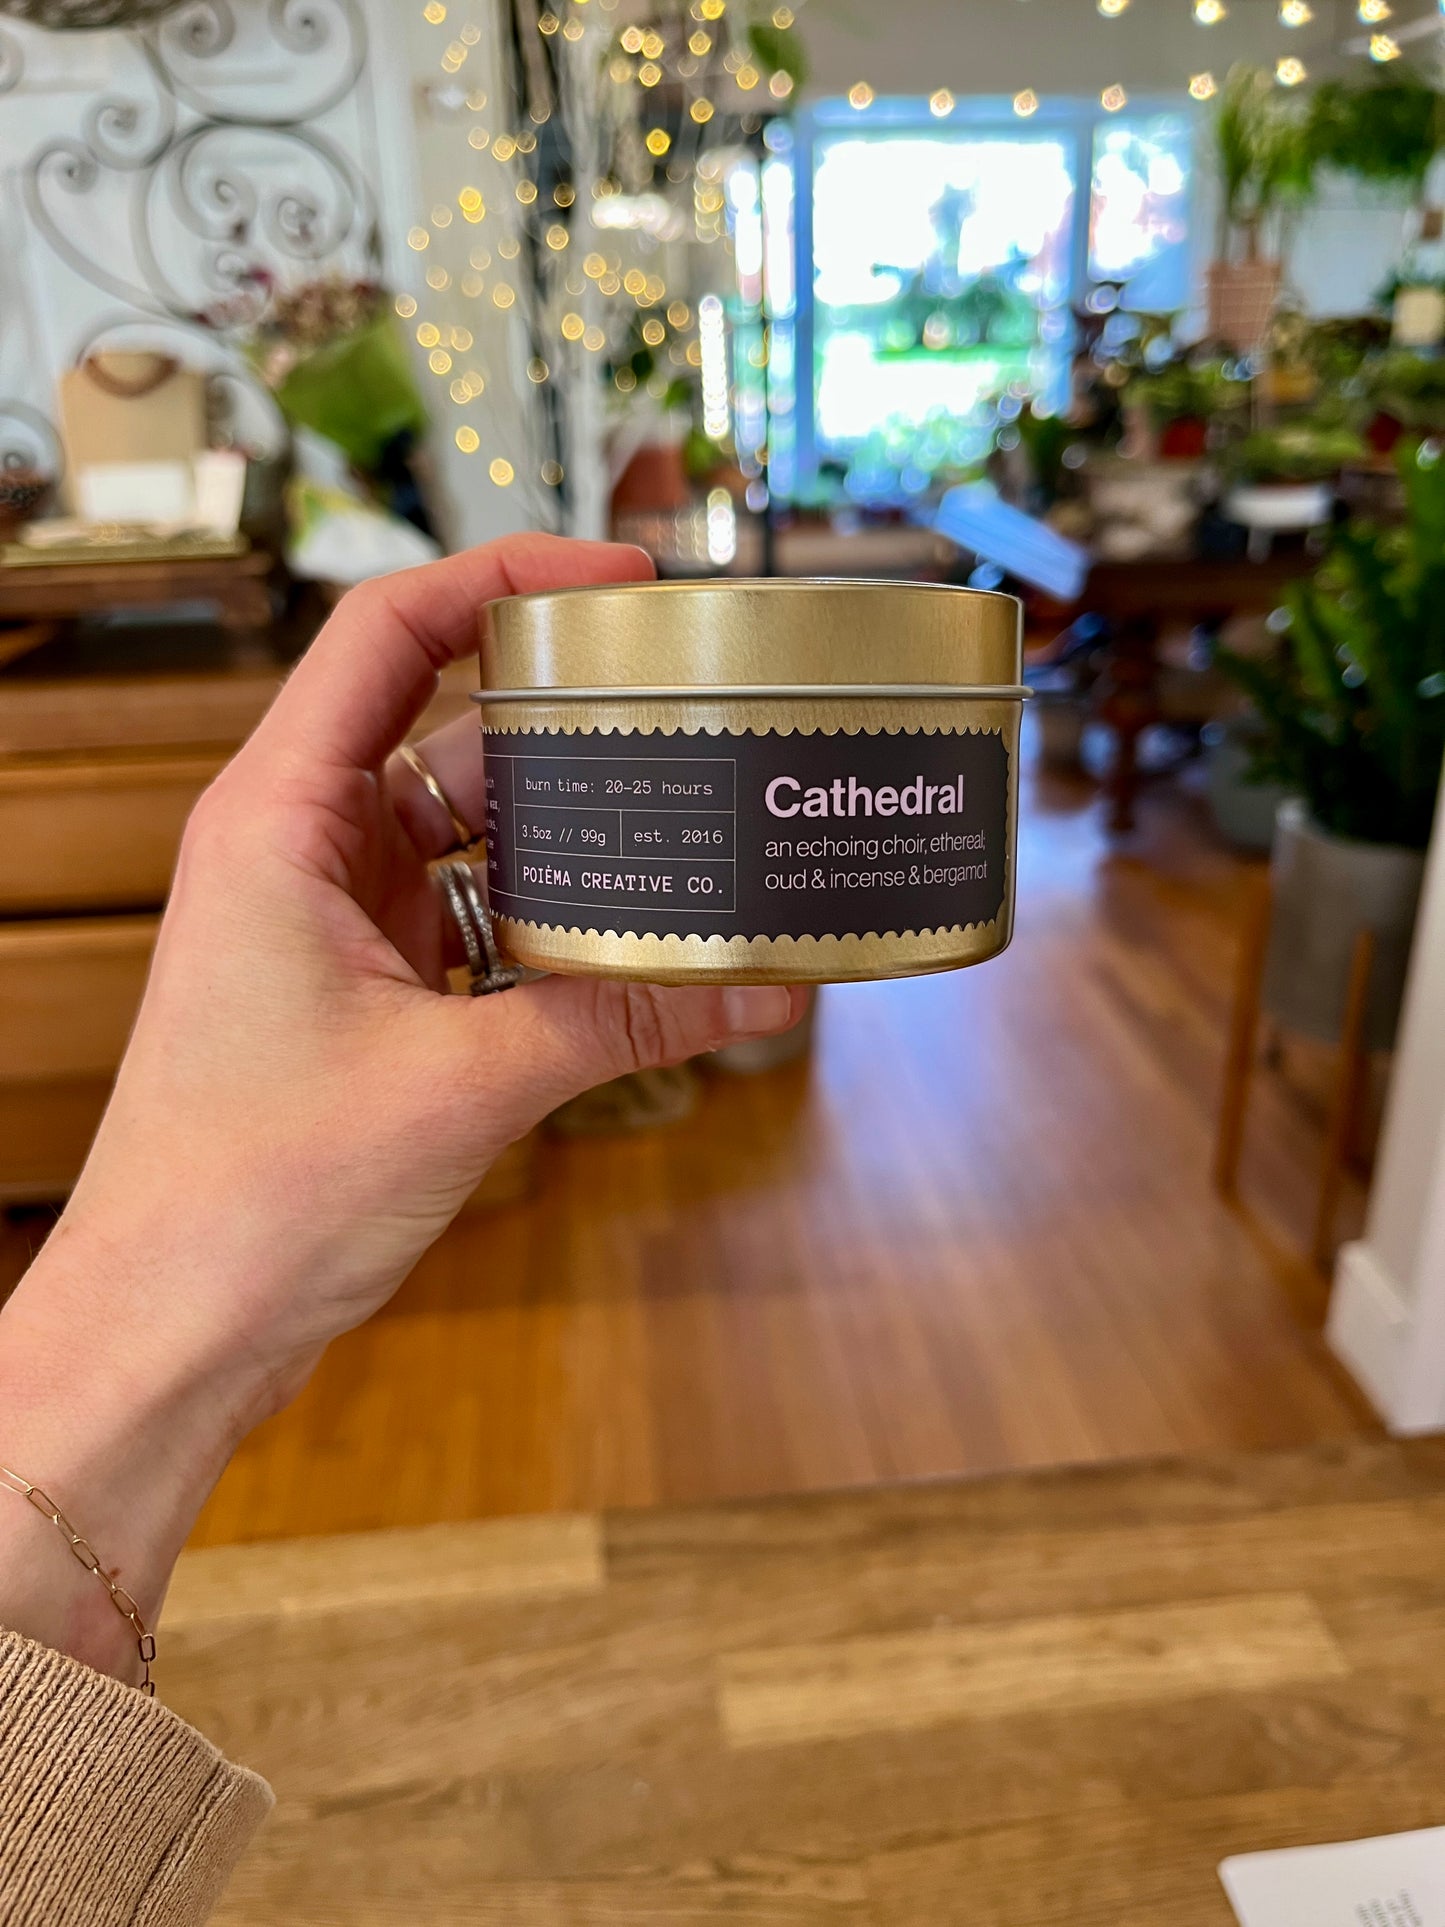 burn time: 20–25 hours
3.5oz // 99g
est. 2016
POIĒMA CREATIVE CO.
Cathedral
an echoing choir, ethereal;
oud & incense & bergamot